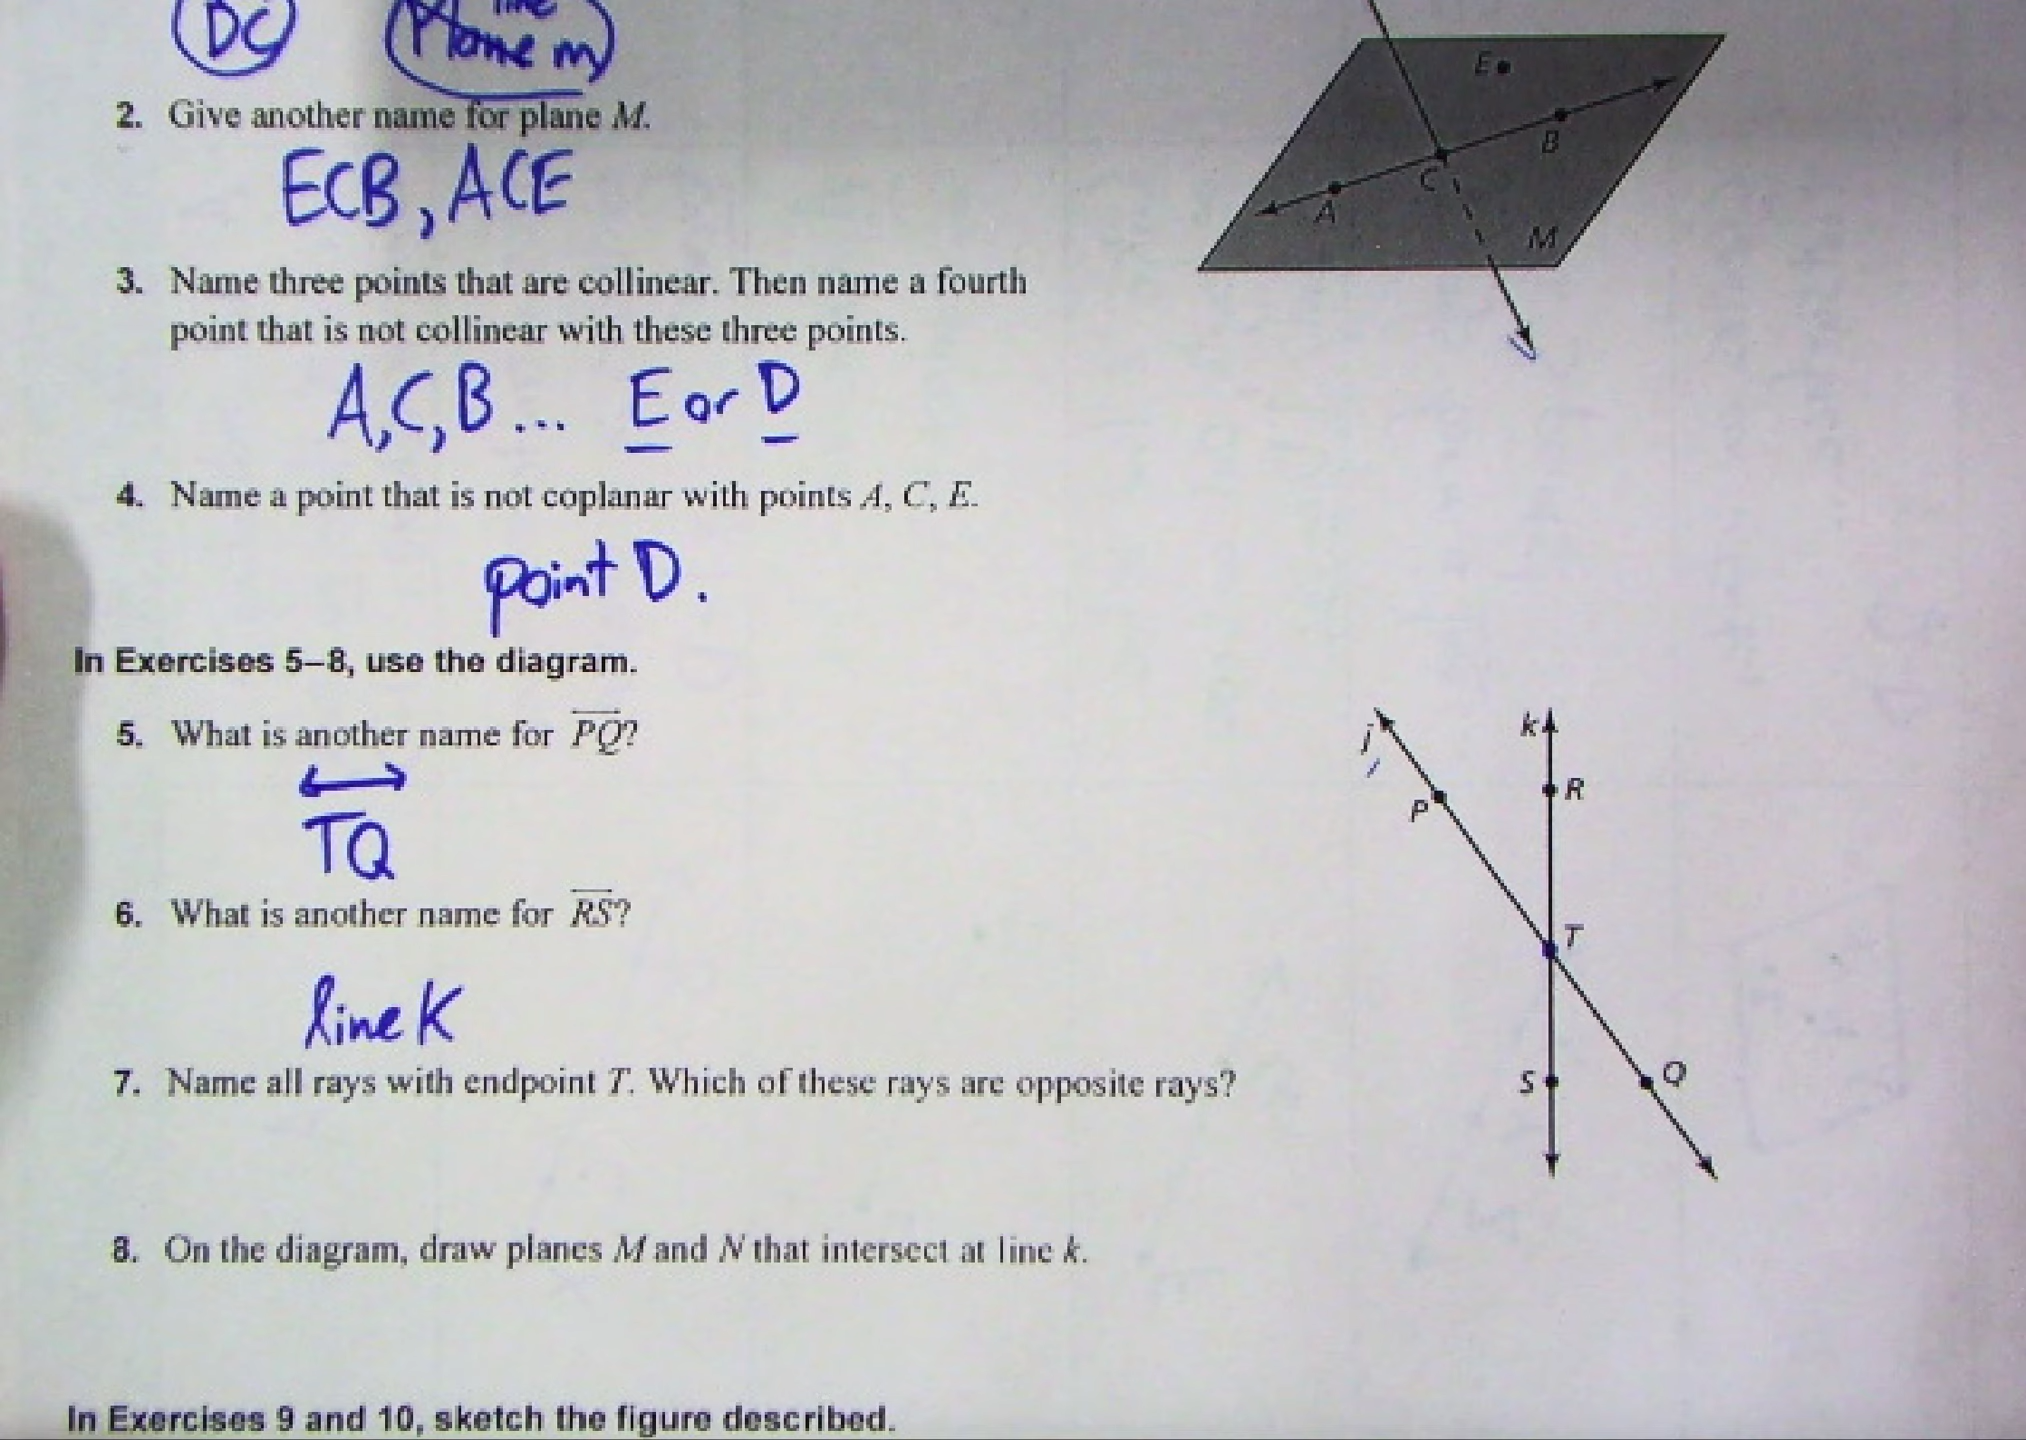 DC
line
m
E
B
C
A
M
2. Give another name for plane M.
ECB, ACE
3. Name three points that are collinear. Then name a fourth
point that is not collinear with these three points.
A, C, B ... E or D
4. Name a point that is not coplanar with points A, C, E.
point D.
In Exercises 5–8, use the diagram.
5. What is another name for PQ?
TQ
6. What is another name for RS?
line K
7. Name all rays with endpoint T. Which of these rays are opposite rays?
j
k
P
R
T
S
Q
8. On the diagram, draw planes M and N that intersect at line k.
In Exercises 9 and 10, sketch the figure described.